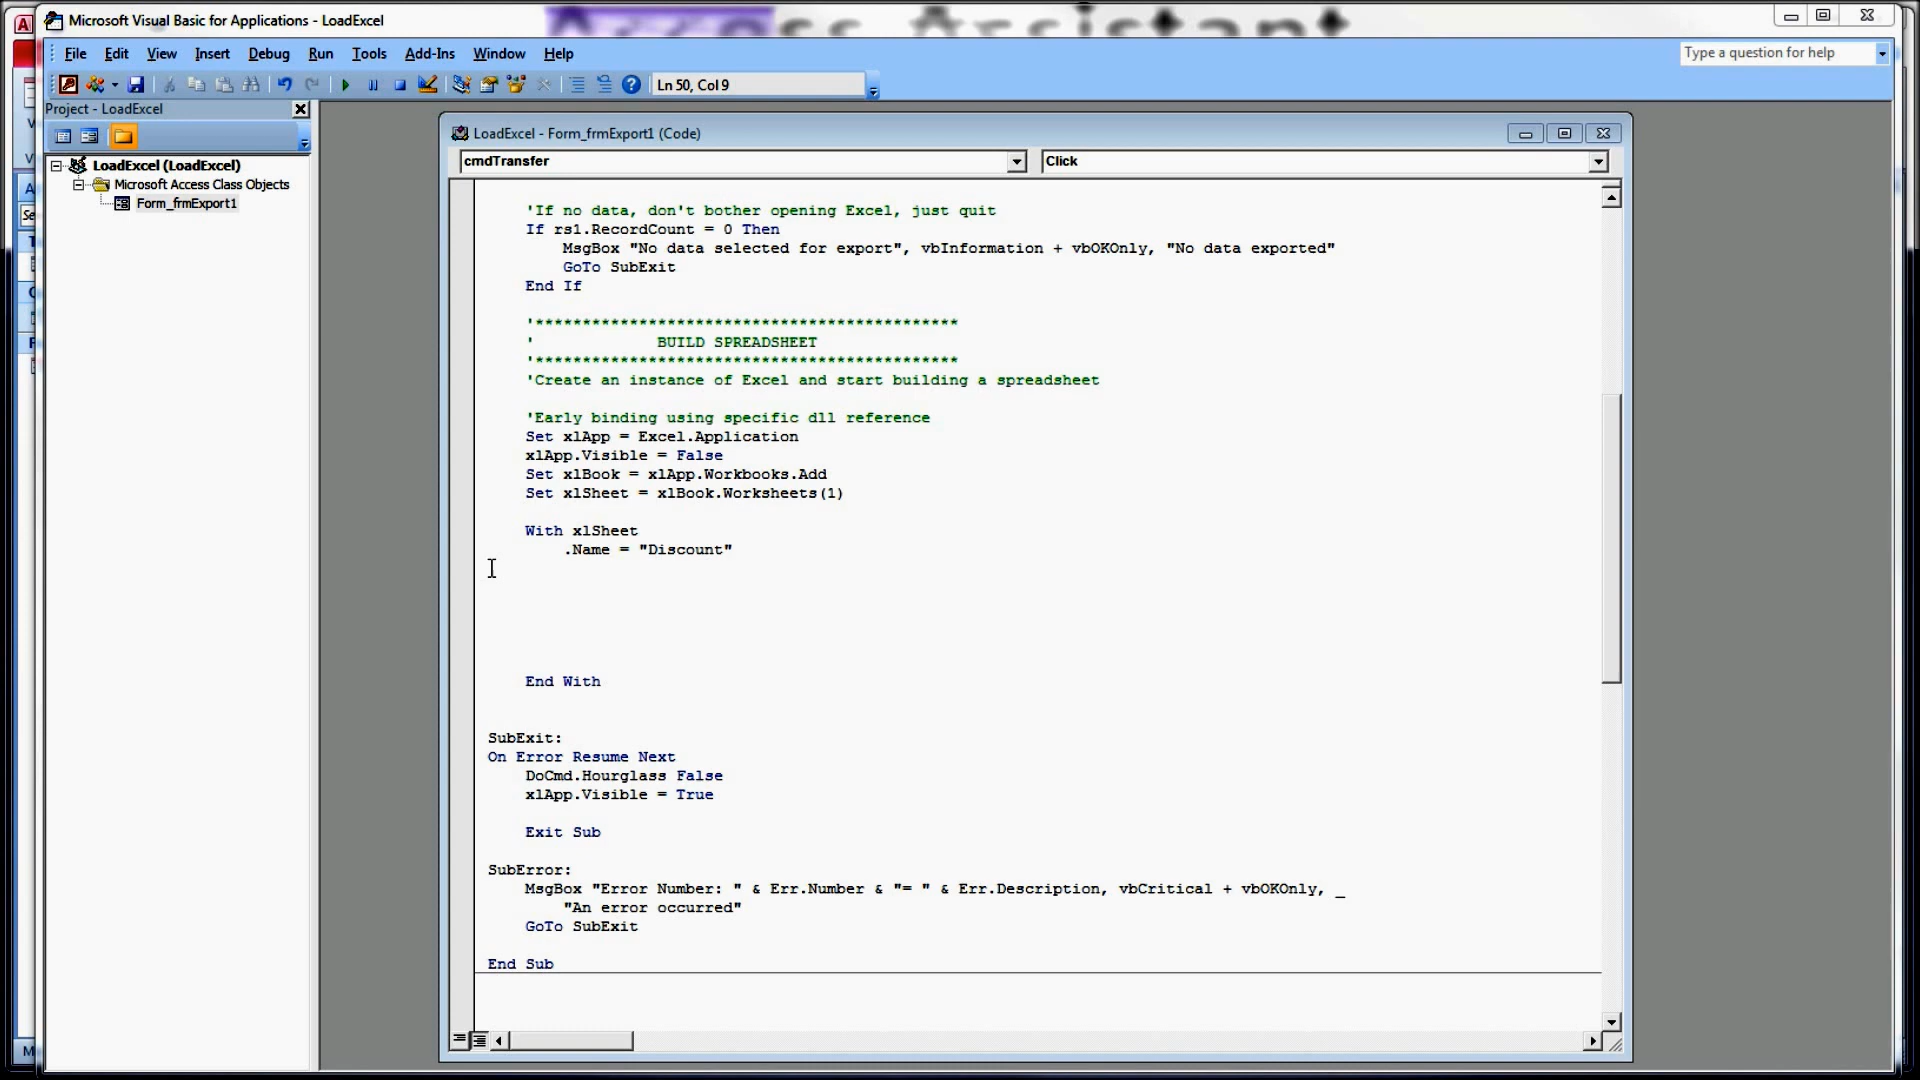 Access Assistant
Microsoft Visual Basic for Applications - LoadExcel
File Edit View Insert Debug Run Tools Add-Ins Window Help
Type a question for help
Ln 50, Col 9
Project - LoadExcel
LoadExcel (LoadExcel)
Microsoft Access Class Objects
Form_frmExport1
LoadExcel - Form_frmExport1 (Code)
cmdTransfer
Click
'If no data, don't bother opening Excel, just quit
If rs1.RecordCount = 0 Then
MsgBox "No data selected for export", vbInformation + vbOKOnly, "No data exported"
GoTo SubExit
End If
'*********************************************
' BUILD SPREADSHEET
'*********************************************
'Create an instance of Excel and start building a spreadsheet
'Early binding using specific dll reference
Set xlApp = Excel.Application
xlApp.Visible = False
Set xlBook = xlApp.Workbooks.Add
Set xlSheet = xlBook.Worksheets(1)
With xlSheet
.Name = "Discount"
End With
SubExit:
On Error Resume Next
DoCmd.Hourglass False
xlApp.Visible = True
Exit Sub
SubError:
MsgBox "Error Number: " & Err.Number & "= " & Err.Description, vbCritical + vbOKOnly, _
"An error occurred"
GoTo SubExit
End Sub